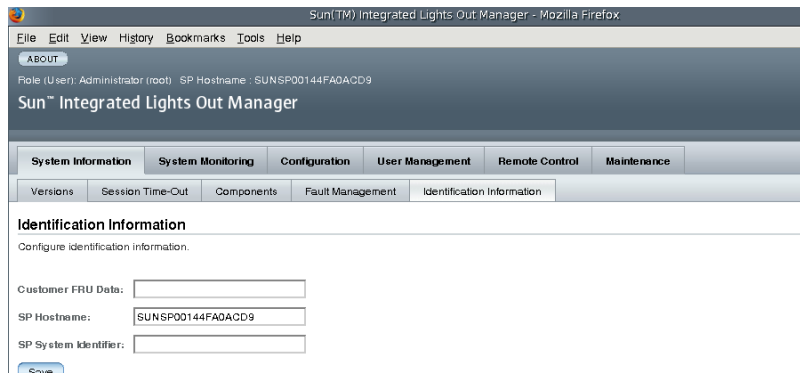 Sun(TM) Integrated Lights Out Manager - Mozilla Firefox
File Edit View History Bookmarks Tools Help
ABOUT
Role (User): Administrator (root) SP Hostname : SUNSP00144FA0ACD9
Sun™ Integrated Lights Out Manager
System Information System Monitoring Configuration User Management Remote Control Maintenance
Versions Session Time-Out Components Fault Management Identification Information
Identification Information
Configure identification information.
Customer FRU Data:
SP Hostname: SUNSP00144FA0ACD9
SP System Identifier:
Save